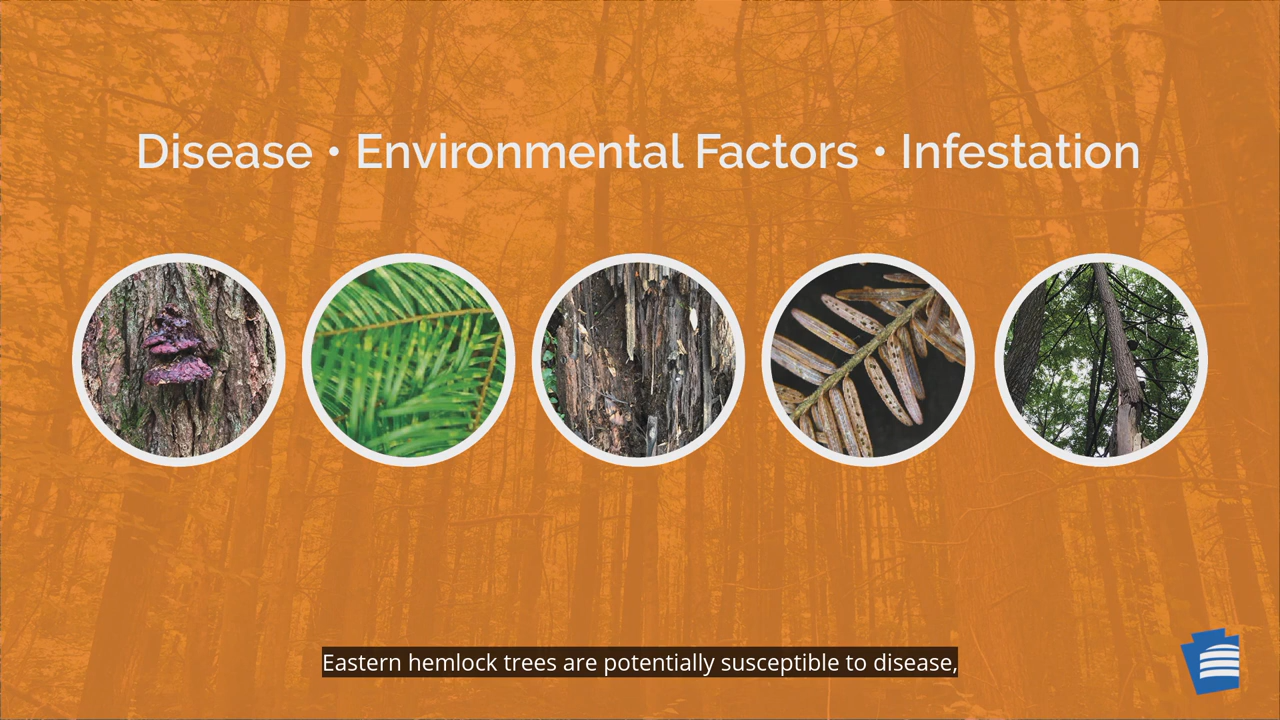 Disease • Environmental Factors • Infestation
Eastern hemlock trees are potentially susceptible to disease,